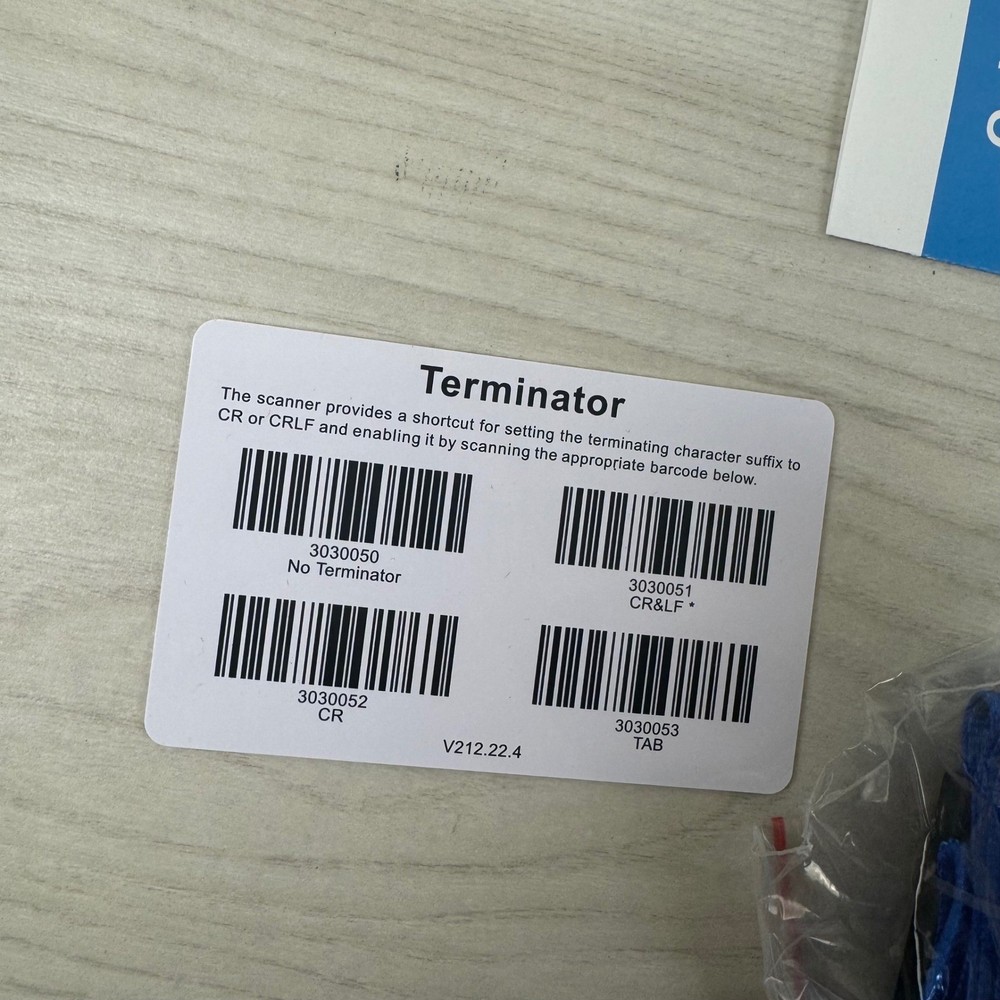 Terminator
The scanner provides a shortcut for setting the terminating character suffix to
CR or CRLF and enabling it by scanning the appropriate barcode below.
3030050
No Terminator
3030051
CR&LF *
3030052
CR
3030053
TAB
V212.22.4